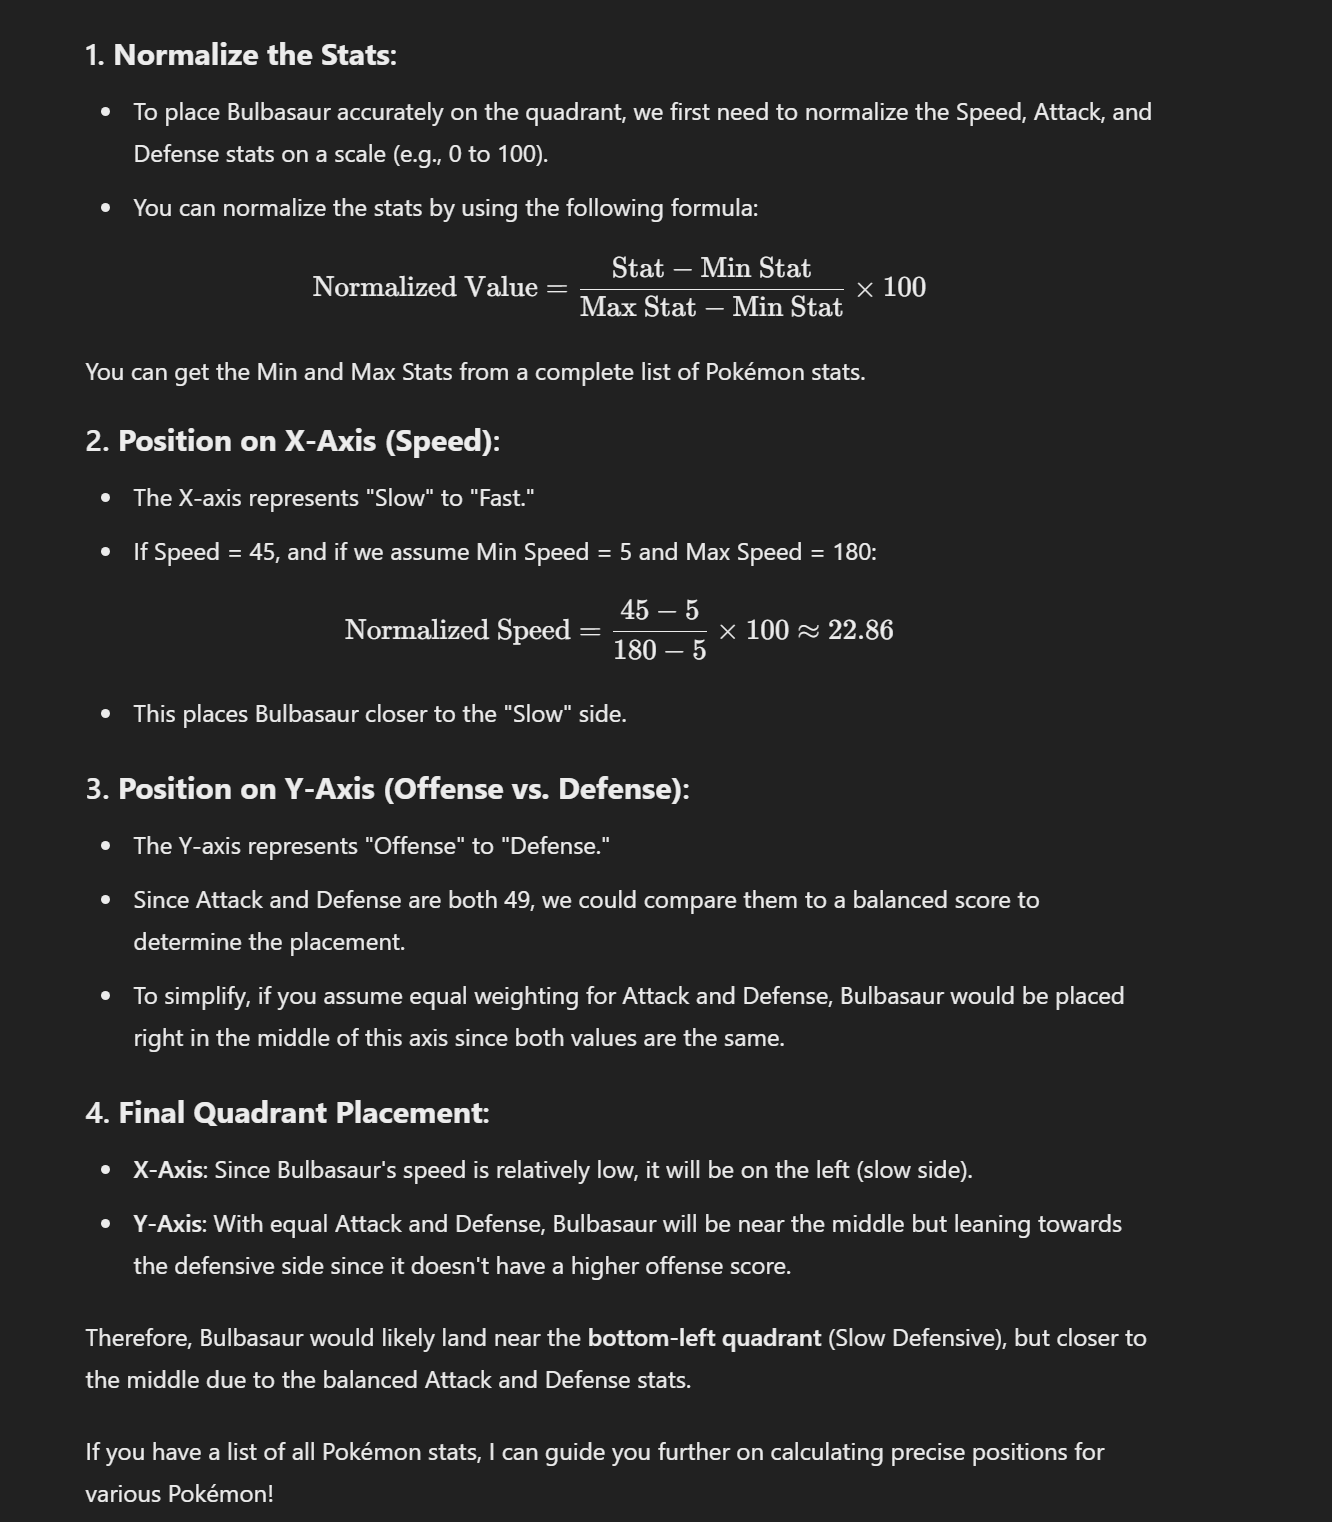 1. Normalize the Stats:
• To place Bulbasaur accurately on the quadrant, we first need to normalize the Speed, Attack, and
Defense stats on a scale (e.g., 0 to 100).
• You can normalize the stats by using the following formula:
Normalized Value = (Stat − Min Stat) / (Max Stat − Min Stat) × 100
You can get the Min and Max Stats from a complete list of Pokémon stats.
2. Position on X-Axis (Speed):
• The X-axis represents "Slow" to "Fast."
• If Speed = 45, and if we assume Min Speed = 5 and Max Speed = 180:
Normalized Speed = (45 − 5) / (180 − 5) × 100 ≈ 22.86
• This places Bulbasaur closer to the "Slow" side.
3. Position on Y-Axis (Offense vs. Defense):
• The Y-axis represents "Offense" to "Defense."
• Since Attack and Defense are both 49, we could compare them to a balanced score to
determine the placement.
• To simplify, if you assume equal weighting for Attack and Defense, Bulbasaur would be placed
right in the middle of this axis since both values are the same.
4. Final Quadrant Placement:
• X-Axis: Since Bulbasaur's speed is relatively low, it will be on the left (slow side).
• Y-Axis: With equal Attack and Defense, Bulbasaur will be near the middle but leaning towards
the defensive side since it doesn't have a higher offense score.
Therefore, Bulbasaur would likely land near the bottom-left quadrant (Slow Defensive), but closer to
the middle due to the balanced Attack and Defense stats.
If you have a list of all Pokémon stats, I can guide you further on calculating precise positions for
various Pokémon!